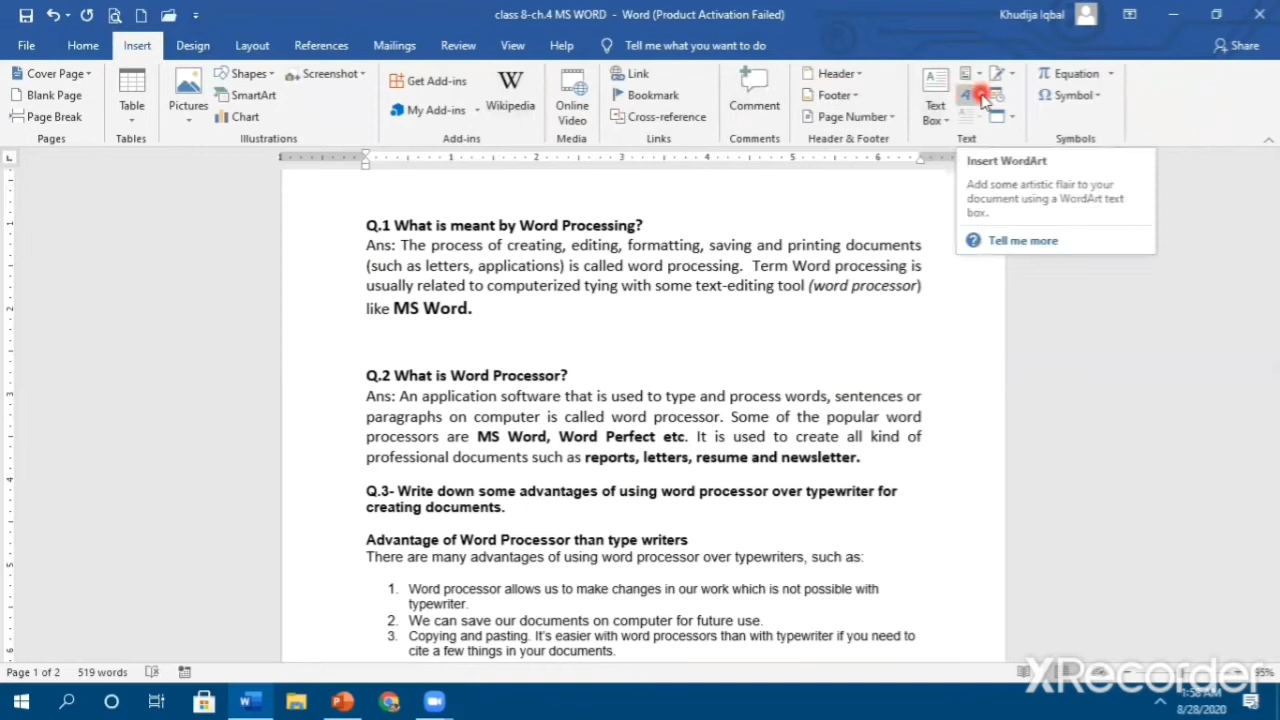 class 8-ch.4 MS WORD - Word (Product Activation Failed)
Khudija Iqbal
File Home Insert Design Layout References Mailings Review View Help Tell me what you want to do Share
Cover Page
Blank Page
Page Break
Pages
Table
Tables
Pictures
Shapes
SmartArt
Chart
Screenshot
Illustrations
Get Add-ins
My Add-ins
Wikipedia
Add-ins
Online
Video
Media
Link
Bookmark
Cross-reference
Links
Comment
Comments
Header
Footer
Page Number
Header & Footer
Text
Box
Text
Equation
Symbol
Symbols
Insert WordArt
Add some artistic flair to your
document using a WordArt text
box.
Tell me more
1 1 2 3 4 5 6
Q.1 What is meant by Word Processing?
Ans: The process of creating, editing, formatting, saving and printing documents
(such as letters, applications) is called word processing. Term Word processing is
usually related to computerized tying with some text-editing tool (word processor)
like MS Word.
Q.2 What is Word Processor?
Ans: An application software that is used to type and process words, sentences or
paragraphs on computer is called word processor. Some of the popular word
processors are MS Word, Word Perfect etc. It is used to create all kind of
professional documents such as reports, letters, resume and newsletter.
Q.3- Write down some advantages of using word processor over typewriter for
creating documents.
Advantage of Word Processor than type writers
There are many advantages of using word processor over typewriters, such as:
1. Word processor allows us to make changes in our work which is not possible with
typewriter.
2. We can save our documents on computer for future use.
3. Copying and pasting. It's easier with word processors than with typewriter if you need to
cite a few things in your documents.
Page 1 of 2 519 words
XRecorder
1:58 AM
8/28/2020